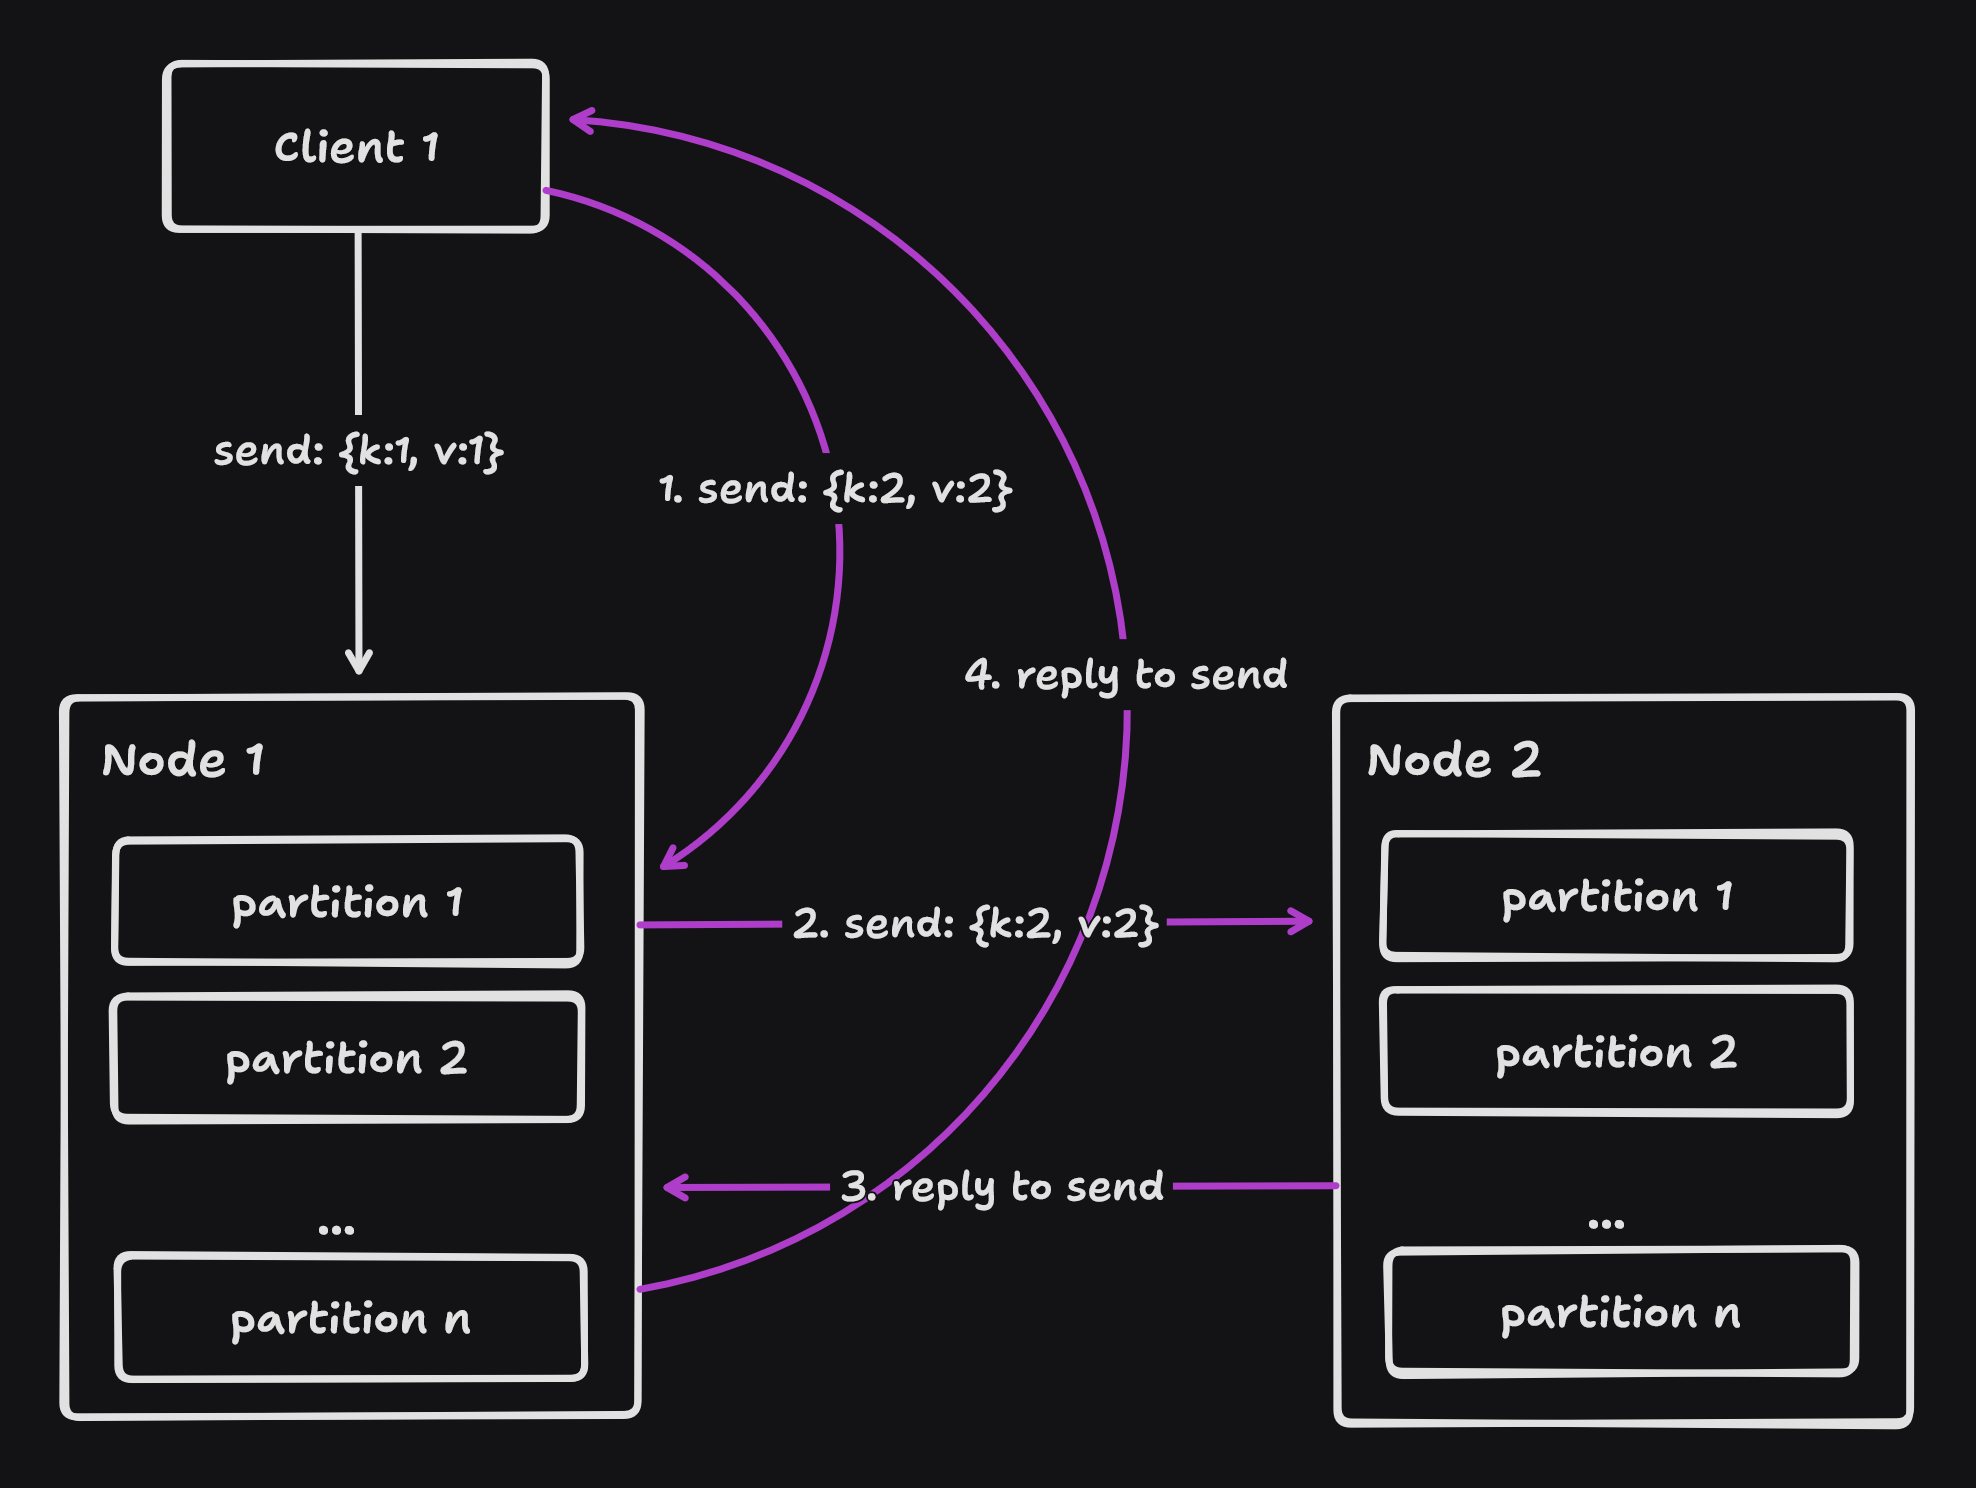 Client 1
send: {k:1, v:1}
1. send: {k:2, v:2}
4. reply to send
Node 1
Node 2
partition 1
partition 1
2. send: {k:2, v:2}
partition 2
partition 2
3. reply to send
...
...
partition n
partition n